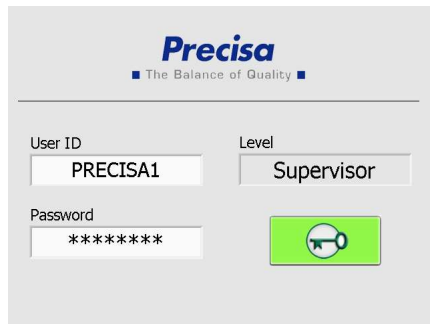 Precisa
The Balance of Quality
User ID
Level
PRECISA1
Supervisor
Password
********